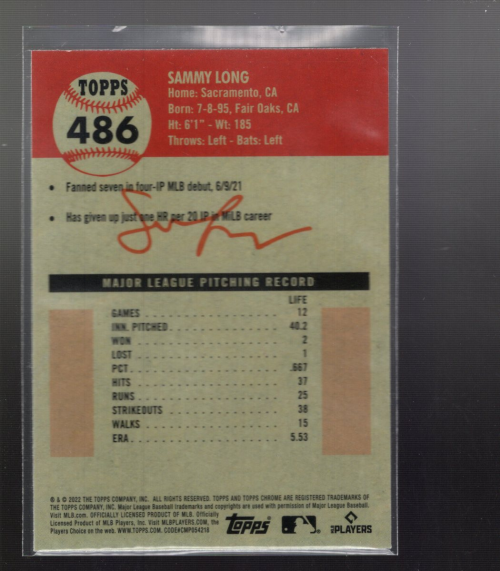 TOPPS
486
SAMMY LONG
Home: Sacramento, CA
Born: 7-8-95, Fair Oaks, CA
Ht: 6'1" - Wt: 185
Throws: Left - Bats: Left
• Fanned seven in four-IP MLB debut, 6/9/21
• Has given up just one HR per 20 IP in MiLB career
MAJOR LEAGUE PITCHING RECORD
LIFE
GAMES 12
INN. PITCHED 40.2
WON 2
LOST 1
PCT .667
HITS 37
RUNS 25
STRIKEOUTS 38
WALKS 15
ERA 5.53
® & © 2022 THE TOPPS COMPANY, INC. ALL RIGHTS RESERVED. TOPPS AND TOPPS CHROME ARE REGISTERED TRADEMARKS OF
THE TOPPS COMPANY, INC. Major League Baseball trademarks and copyrights are used with permission of Major League Baseball.
Visit MLB.com. OFFICIALLY LICENSED PRODUCT OF MLB. Officially
Licensed Product of MLB Players, Inc. Visit MLBPLAYERS.COM, the
Players Choice on the web. WWW.TOPPS.COM. CODE#CMP054218
Topps
PLAYERS